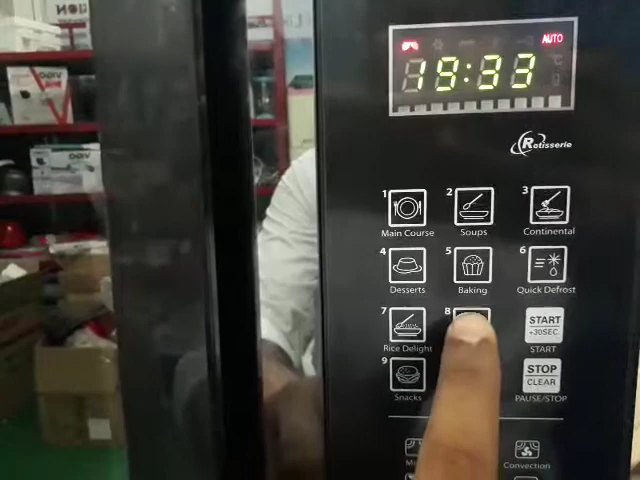 AUTO
19:33
Rotisserie
1 2 3
Main Course Soups Continental
4 5 6
Desserts Baking Quick Defrost
7 8 START
+30SEC.
Rice Delight START
9 STOP
CLEAR
Snacks PAUSE/STOP
Convection